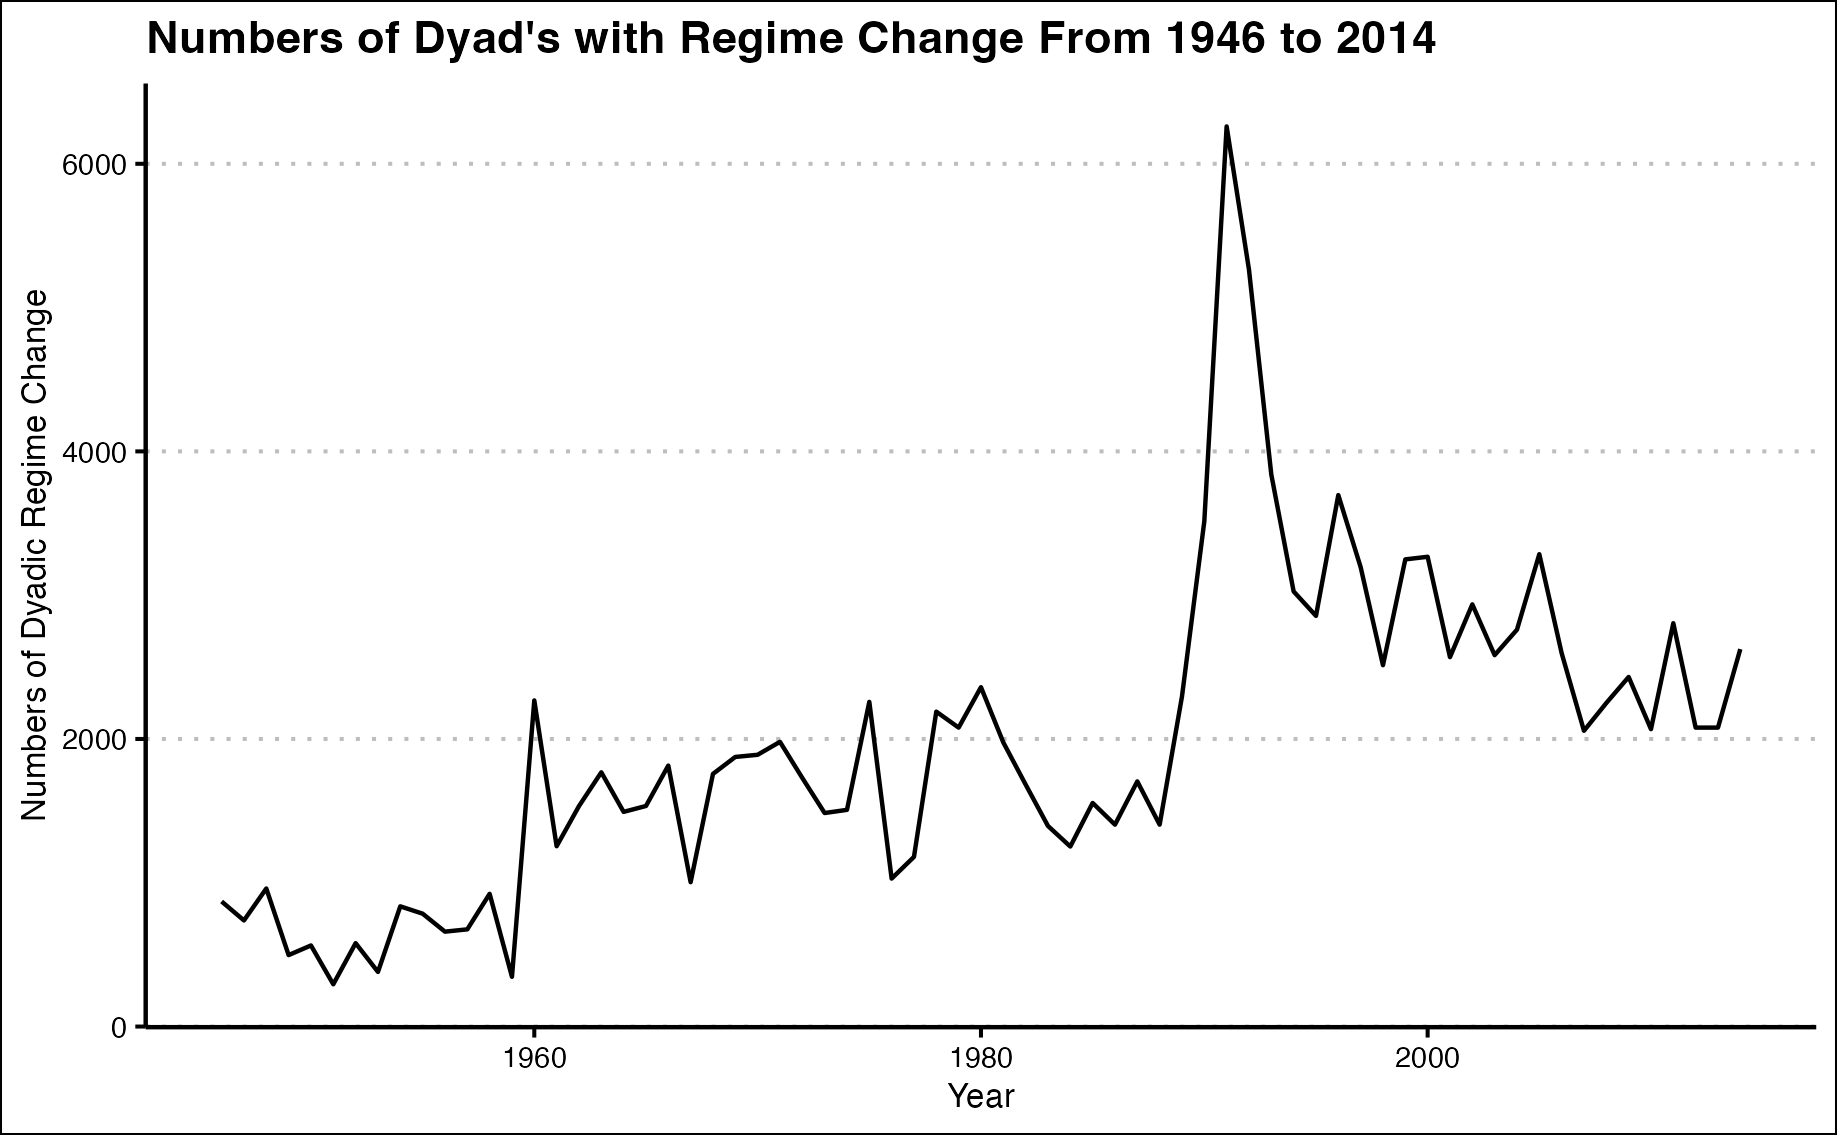 Numbers of Dyad's with Regime Change From 1946 to 2014
Numbers of Dyadic Regime Change
6000
4000
2000
0
1960
1980
2000
Year